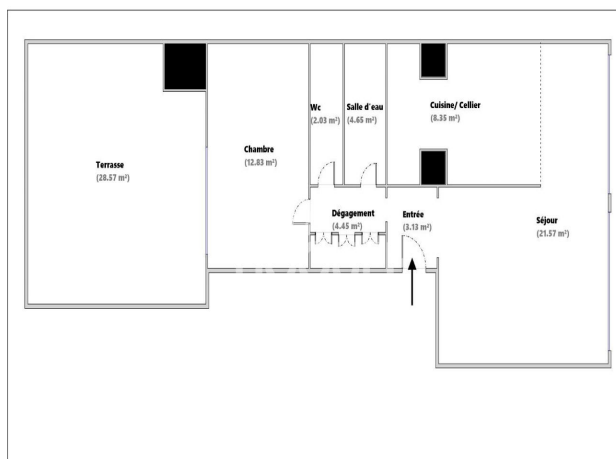 Wc
(2.03 m²)
Salle d'eau
(4.65 m²)
Cuisine/ Cellier
(8.35 m²)
Chambre
(12.83 m²)
Terrasse
(28.57 m²)
Dégagement
(4.45 m²)
Entrée
(3.13 m²)
Séjour
(21.57 m²)